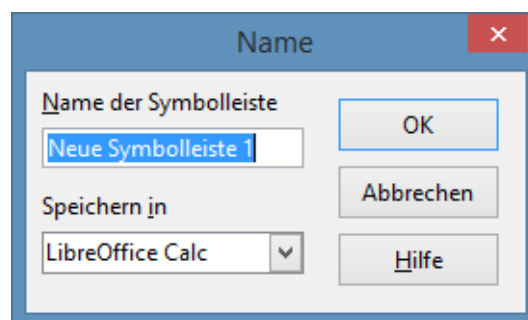 Name
Name der Symbolleiste
Neue Symbolleiste 1
Speichern in
LibreOffice Calc
OK
Abbrechen
Hilfe